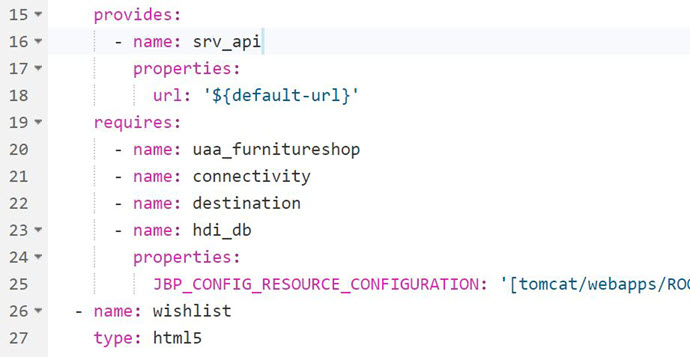 15 provides:
16 - name: srv_api
17 properties:
18 url: '${default-url}'
19 requires:
20 - name: uaa_furnitureshop
21 - name: connectivity
22 - name: destination
23 - name: hdi_db
24 properties:
25 JBP_CONFIG_RESOURCE_CONFIGURATION: '[tomcat/webapps/ROO
26 - name: wishlist
27 type: html5